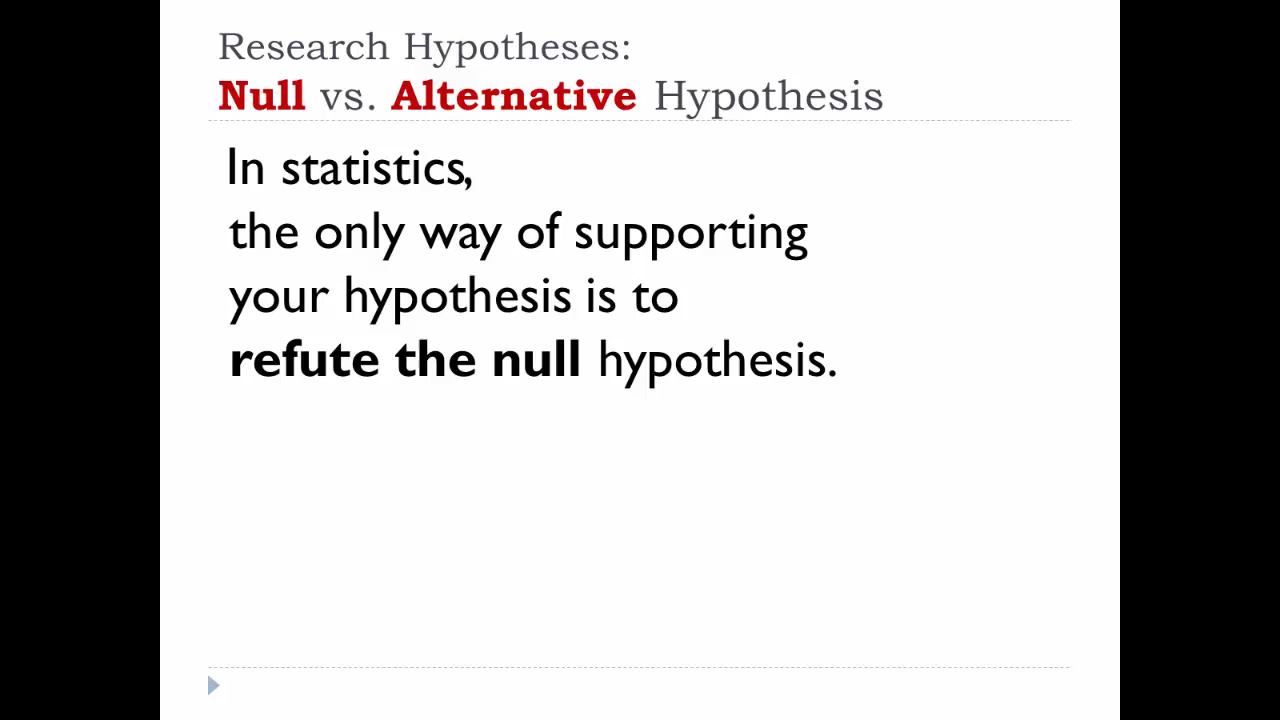 Research Hypotheses:
Null vs. Alternative Hypothesis
In statistics,
the only way of supporting
your hypothesis is to
refute the null hypothesis.